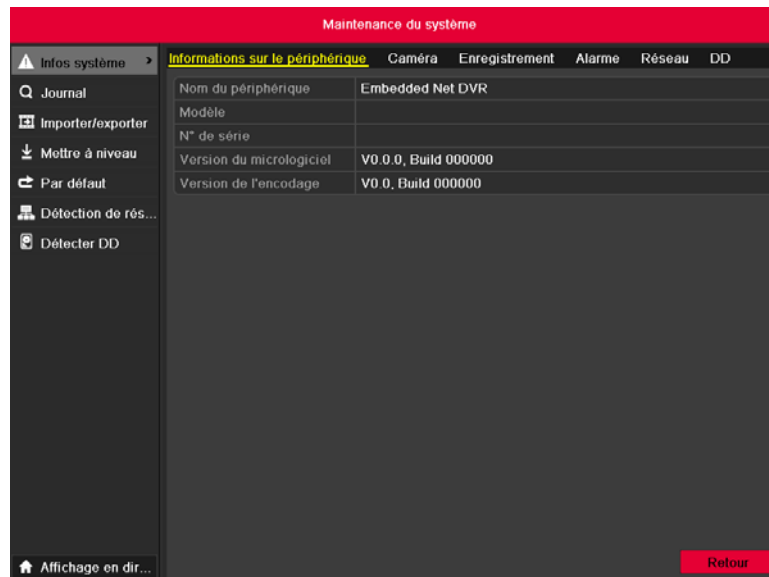 Maintenance du système
Infos système
Journal
Importer/exporter
Mettre à niveau
Par défaut
Détection de rés...
Détecter DD
Affichage en dir...
Informations sur le périphérique Caméra Enregistrement Alarme Réseau DD
Nom du périphérique Embedded Net DVR
Modèle
N° de série
Version du micrologiciel V0.0.0, Build 000000
Version de l'encodage V0.0, Build 000000
Retour